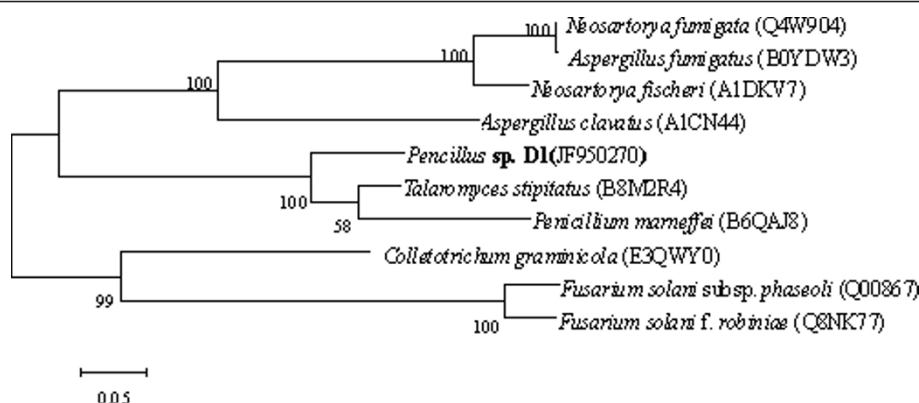 100 Neosartorya fumigata (Q4W904)
Aspergillus fumigatus (B0YDW3)
100
Neosartorya fischeri (A1DKV7)
100
Aspergillus clavatus (A1CN44)
Pencillus sp. D1(JF950270)
Talaromyces stipitatus (B8M2R4)
100
58 Penicillium marneffei (B6QAJ8)
Colletotrichum graminicola (E3QWY0)
Fusarium solani subsp. phaseoli (Q00867)
99
Fusarium solani f. robiniae (Q8NK77)
100
0.05